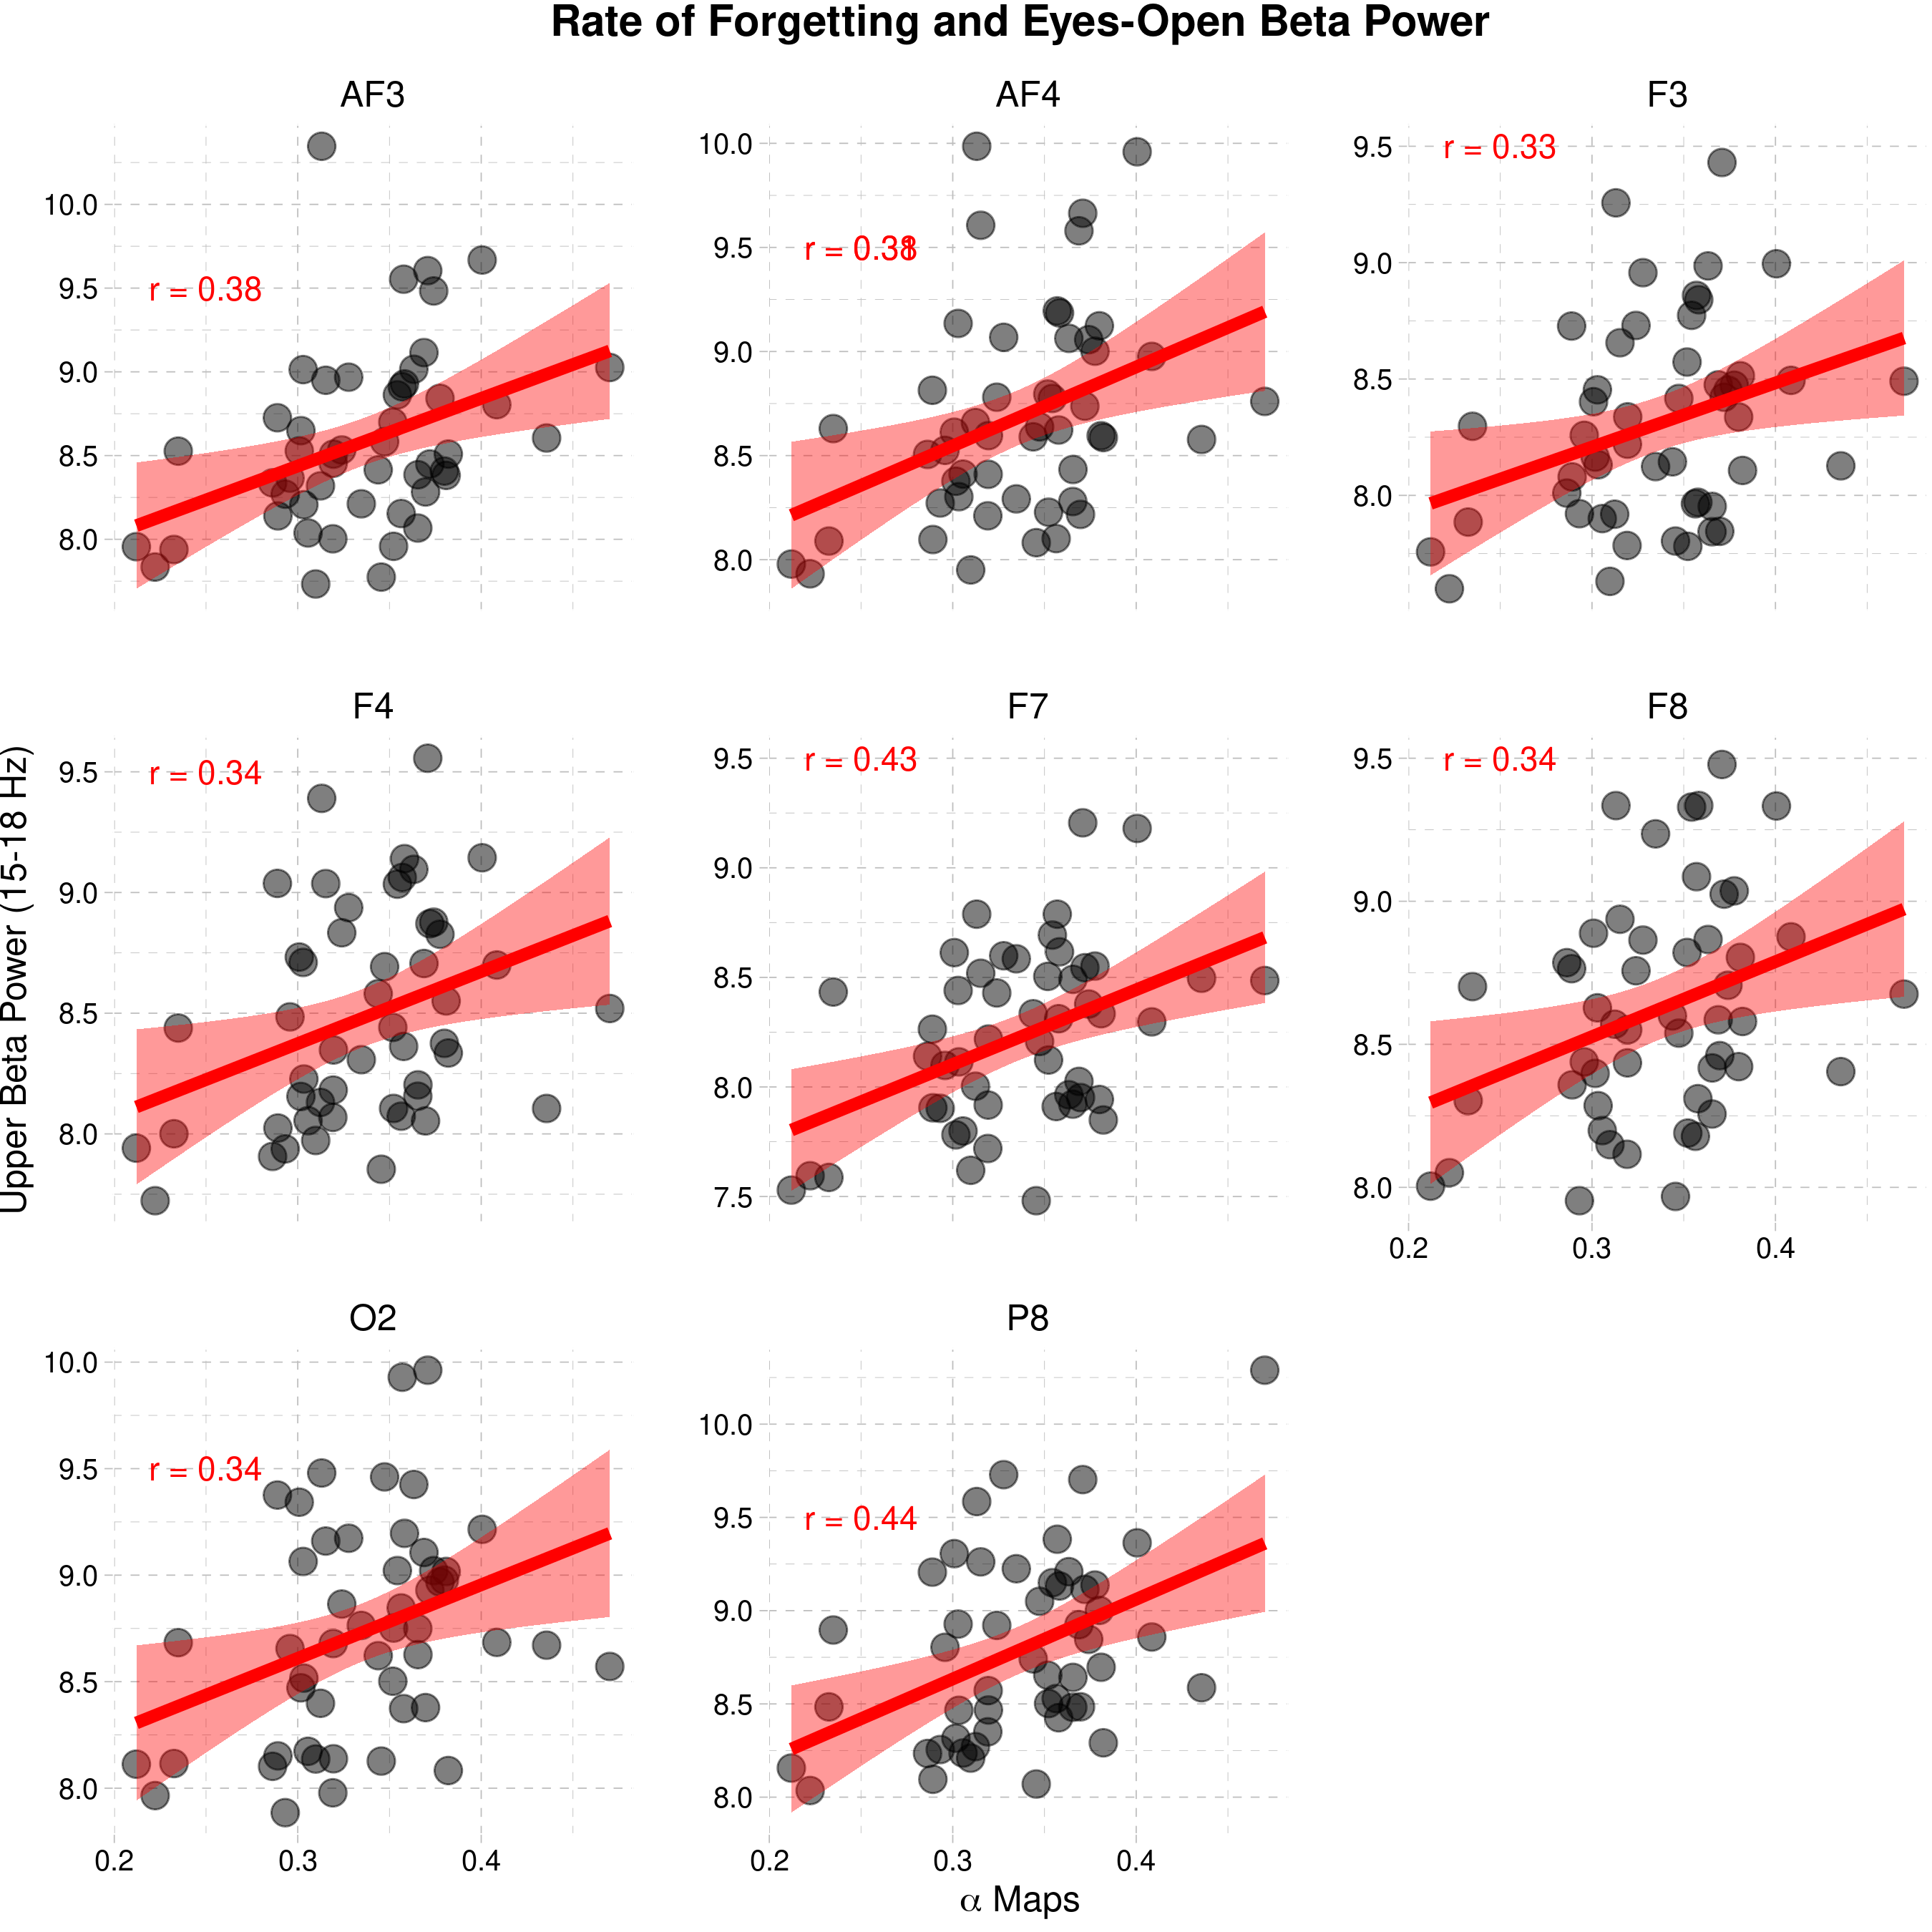 Rate of Forgetting and Eyes-Open Beta Power
AF3
AF4
F3
10.0
9.5
9.0
8.5
8.0
r = 0.38
10.0
9.5
9.0
8.5
8.0
r =
9.5
9.0
8.5
8.0
r = 0.33
F4
F7
F8
Upper Beta Power (15-18 Hz)
9.5
9.0
8.5
8.0
r = 0.34
9.5
9.0
8.5
8.0
7.5
r = 0.43
9.5
9.0
8.5
8.0
r = 0.34
0.2 0.3 0.4
O2
P8
10.0
9.5
9.0
8.5
8.0
r = 0.34
10.0
9.5
9.0
8.5
8.0
r = 0.44
0.2 0.3 0.4
0.2 0.3 0.4
α Maps